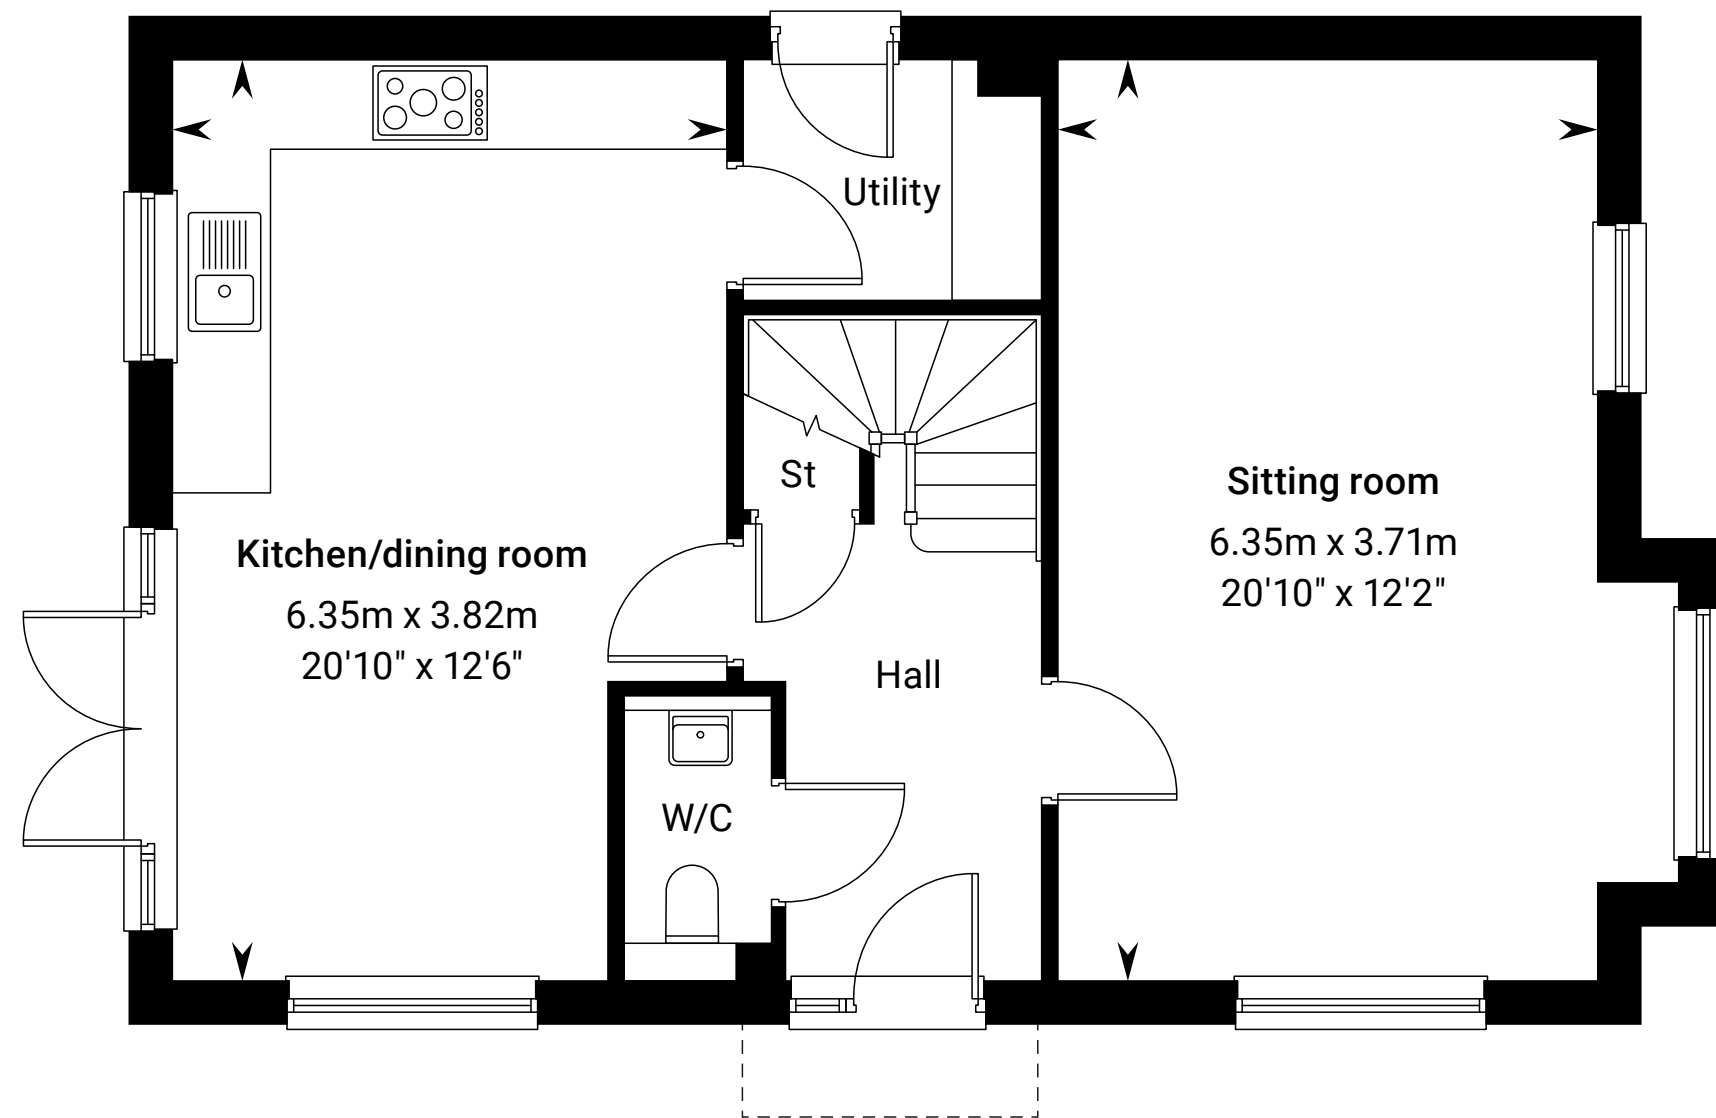 Utility
St
Kitchen/dining room
6.35m x 3.82m
20'10" x 12'6"
Sitting room
6.35m x 3.71m
20'10" x 12'2"
Hall
W/C